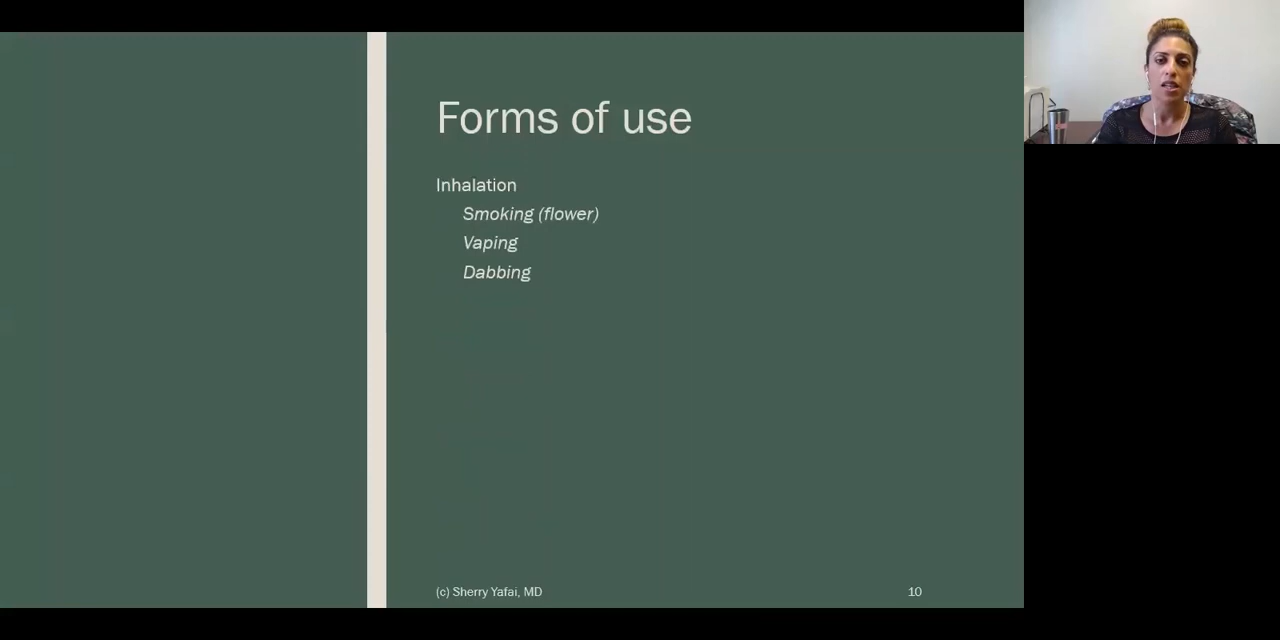 Forms of use
Inhalation
Smoking (flower)
Vaping
Dabbing
(c) Sherry Yafai, MD
10